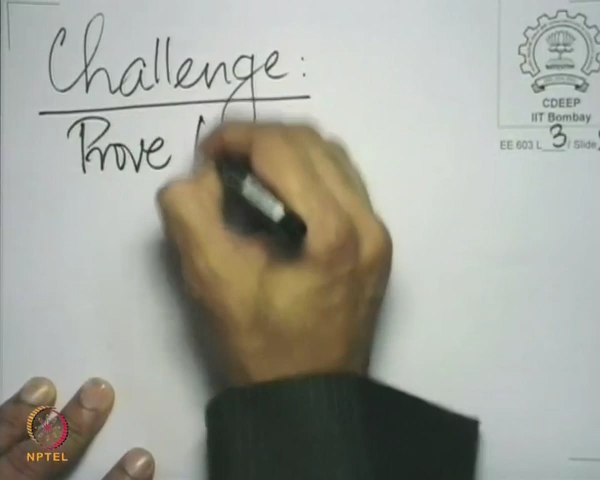 Challenge:
Prove
CDEEP
IIT Bombay
EE 603 L 3 / Slide
NPTEL